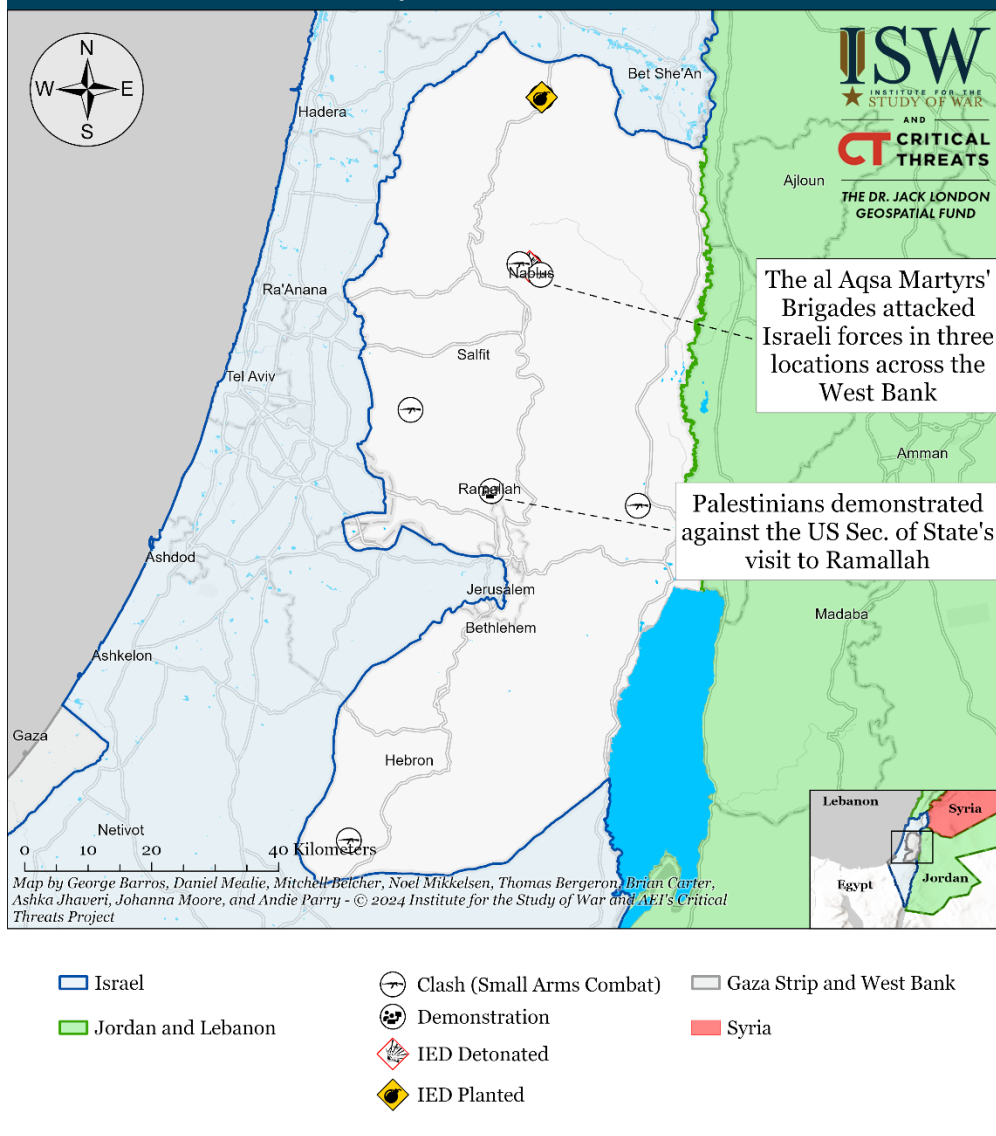 N
W
E
S
ISW
INSTITUTE FOR THE
STUDY OF WAR
AND
CT CRITICAL
THREATS
THE DR. JACK LONDON
GEOSPATIAL FUND
Bet She'An
Hadera
Ajloun
Nablus
The al Aqsa Martyrs'
Brigades attacked
Israeli forces in three
locations across the
West Bank
Ra'Anana
Salfit
Tel Aviv
Amman
Ramallah
Palestinians demonstrated
against the US Sec. of State's
visit to Ramallah
Ashdod
Jerusalem
Bethlehem
Madaba
Ashkelon
Gaza
Hebron
Netivot
Lebanon
Syria
Egypt
Jordan
0 10 20 40 Kilometers
Map by George Barros, Daniel Mealie, Mitchell Belcher, Noel Mikkelsen, Thomas Bergeron, Brian Carter,
Ashka Jhaveri, Johanna Moore, and Andie Parry - © 2024 Institute for the Study of War and AEI's Critical
Threats Project
Israel
Jordan and Lebanon
Clash (Small Arms Combat)
Demonstration
IED Detonated
IED Planted
Gaza Strip and West Bank
Syria